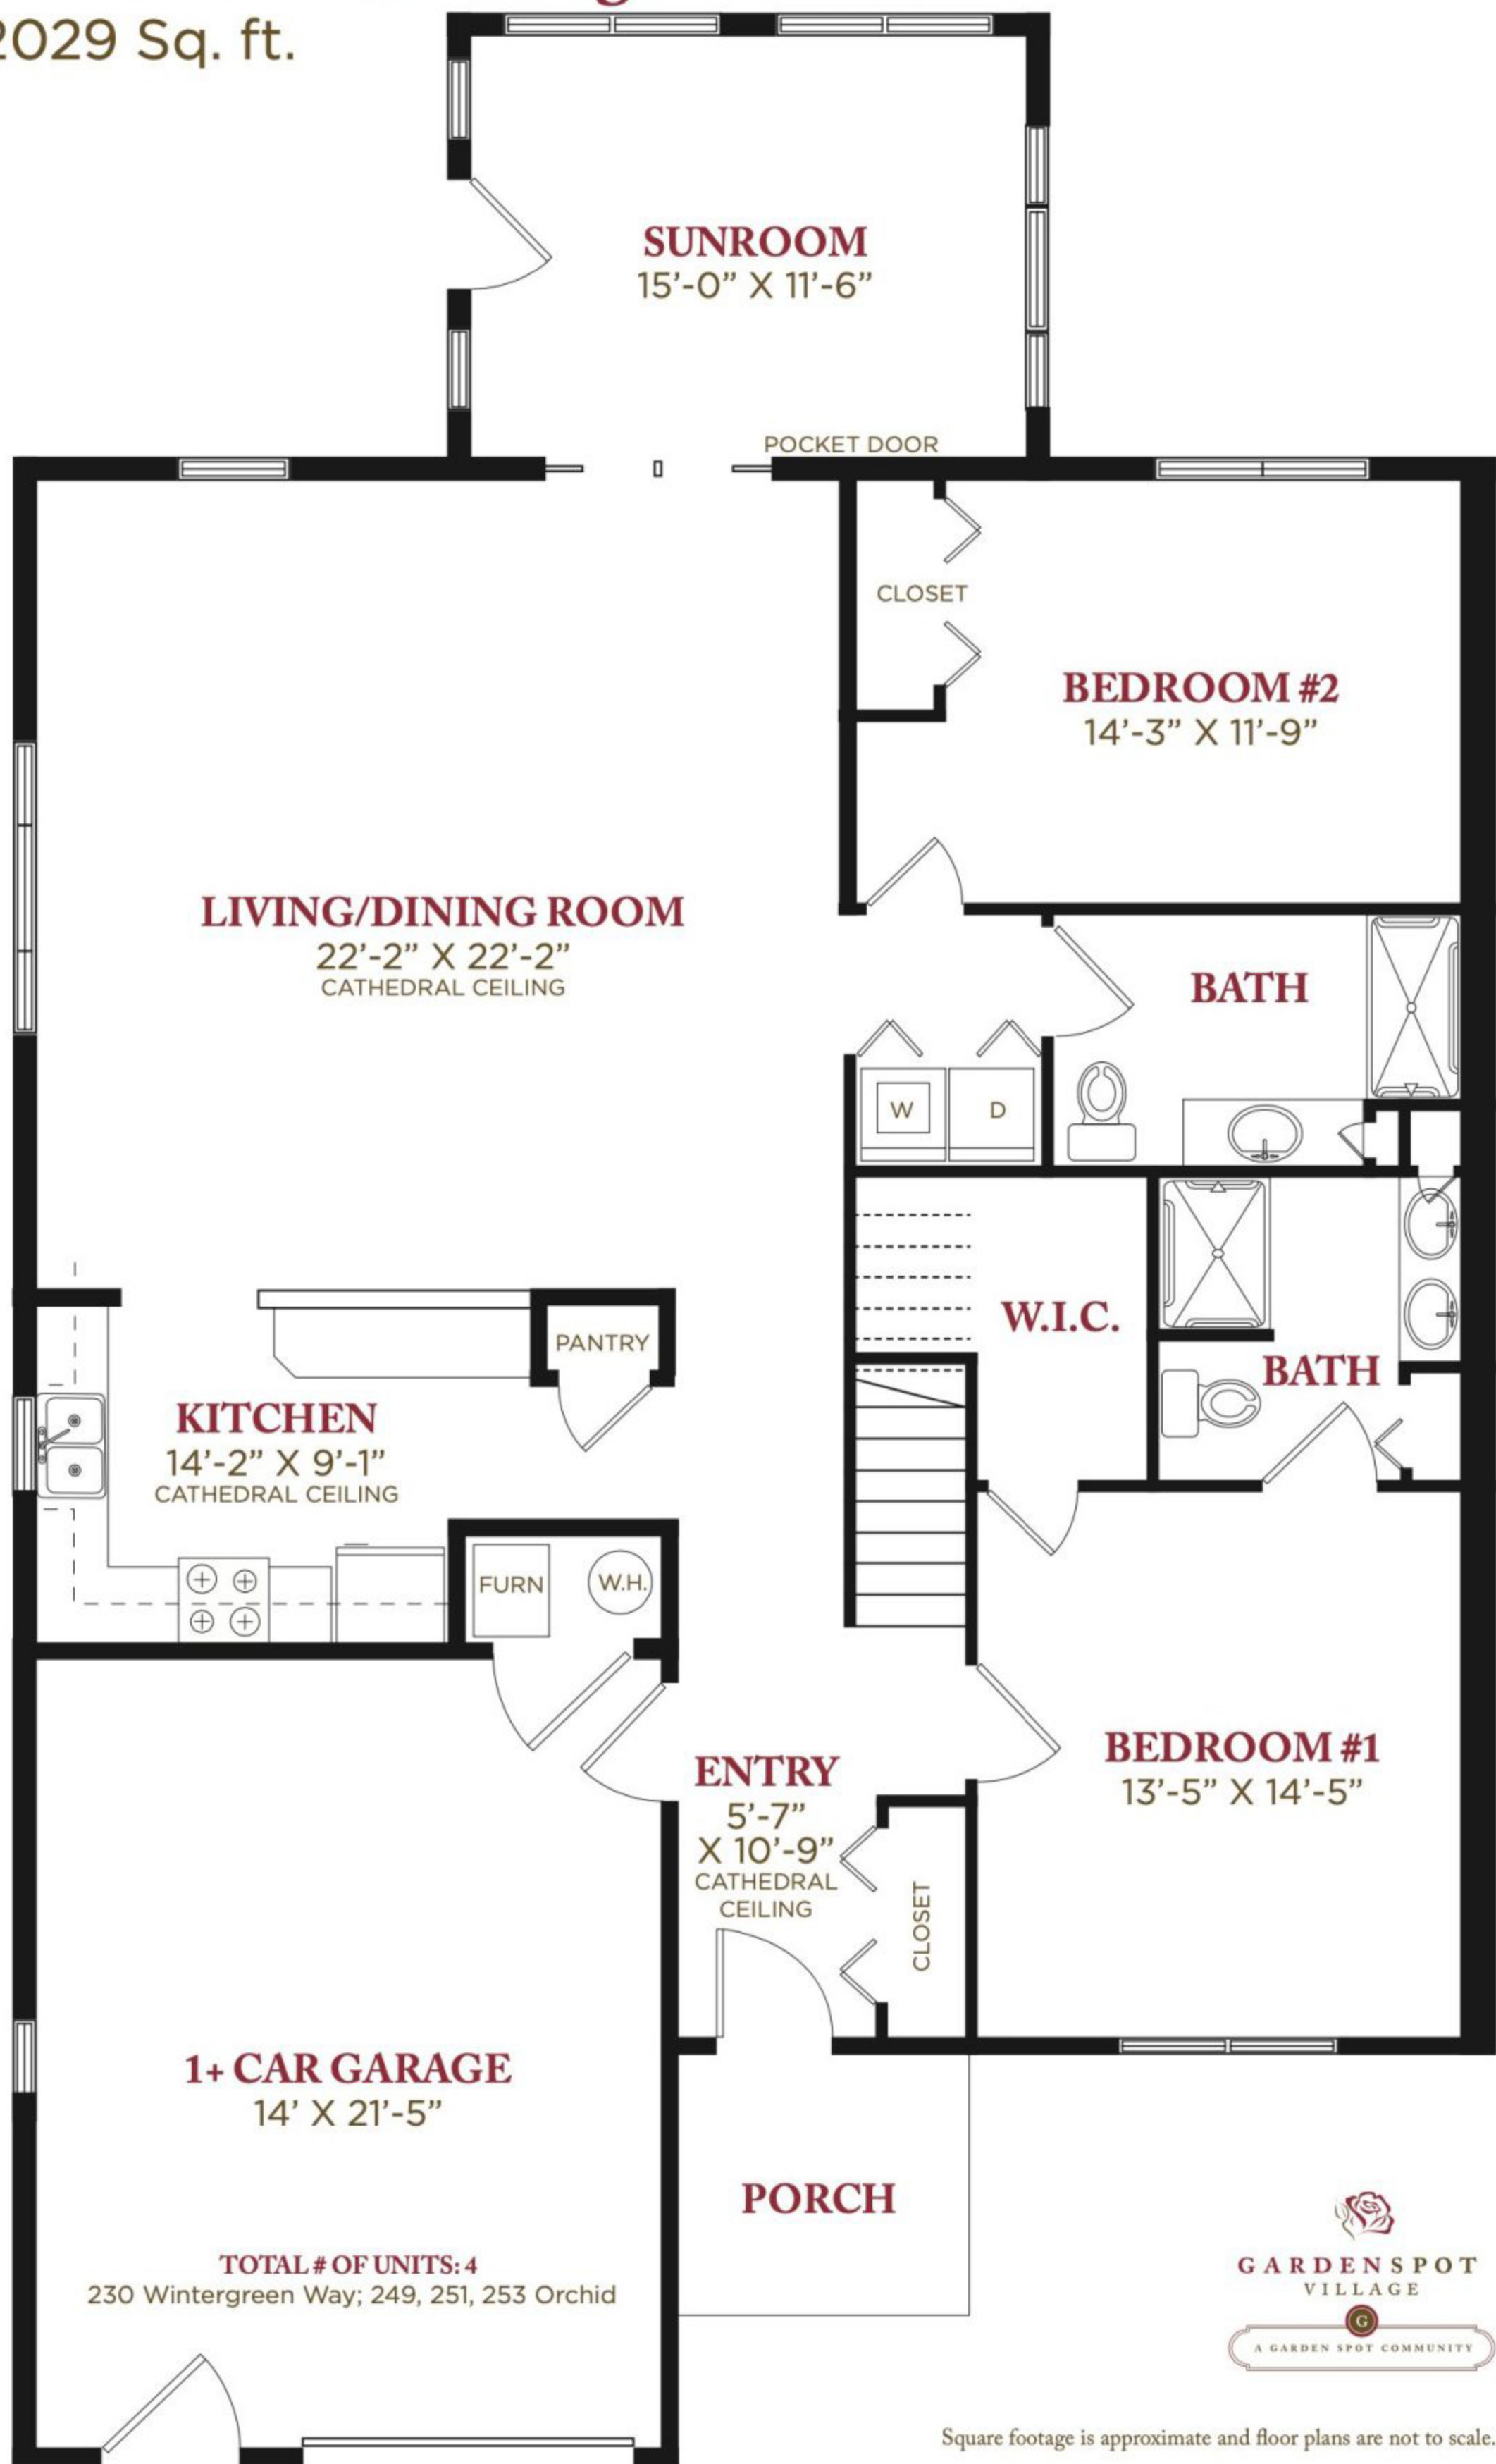 2029 Sq. ft.
SUNROOM
15’-0” X 11’-6”
POCKET DOOR
CLOSET
BEDROOM #2
14’-3” X 11’-9”
LIVING/DINING ROOM
22’-2” X 22’-2”
CATHEDRAL CEILING
BATH
W
D
W.I.C.
PANTRY
BATH
KITCHEN
14’-2” X 9’-1”
CATHEDRAL CEILING
FURN
W.H.
ENTRY
5’-7”
X 10’-9”
CATHEDRAL
CEILING
BEDROOM #1
13’-5” X 14’-5”
CLOSET
1+ CAR GARAGE
14’ X 21’-5”
PORCH
TOTAL # OF UNITS: 4
230 Wintergreen Way; 249, 251, 253 Orchid
GARDEN SPOT
VILLAGE
G
A GARDEN SPOT COMMUNITY
Square footage is approximate and floor plans are not to scale.